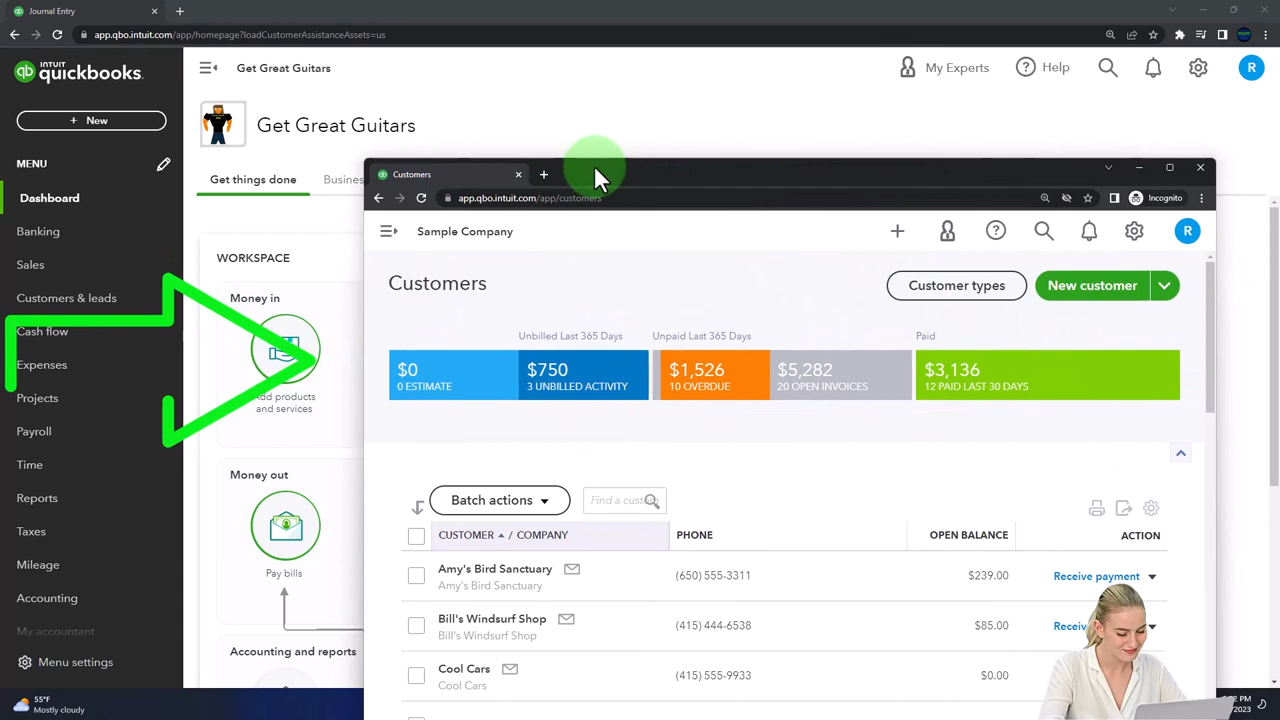 Journal Entry
app.qbo.intuit.com/app/homepage?loadCustomerAssistanceAssets=us
INTUIT
quickbooks.
Get Great Guitars
My Experts
Help
R
+ New
Get Great Guitars
MENU
Get things done
Busines
Dashboard
Banking
Sales
Customers & leads
Cash flow
Expenses
Projects
Payroll
Time
Reports
Taxes
Mileage
Accounting
My accountant
Menu settings
WORKSPACE
Money in
Add products
and services
Money out
Pay bills
Accounting and reports
Customers
app.qbo.intuit.com/app/customers
Incognito
Sample Company
R
Customers
Customer types
New customer
Unbilled Last 365 Days
Unpaid Last 365 Days
Paid
$0
0 ESTIMATE
$750
3 UNBILLED ACTIVITY
$1,526
10 OVERDUE
$5,282
20 OPEN INVOICES
$3,136
12 PAID LAST 30 DAYS
Batch actions
Find a custom
CUSTOMER / COMPANY
PHONE
OPEN BALANCE
ACTION
Amy's Bird Sanctuary
Amy's Bird Sanctuary
(650) 555-3311
$239.00
Receive payment
Bill's Windsurf Shop
Bill's Windsurf Shop
(415) 444-6538
$85.00
Receiv
Cool Cars
Cool Cars
(415) 555-9933
$0.00
55°F
Mostly cloudy
2023